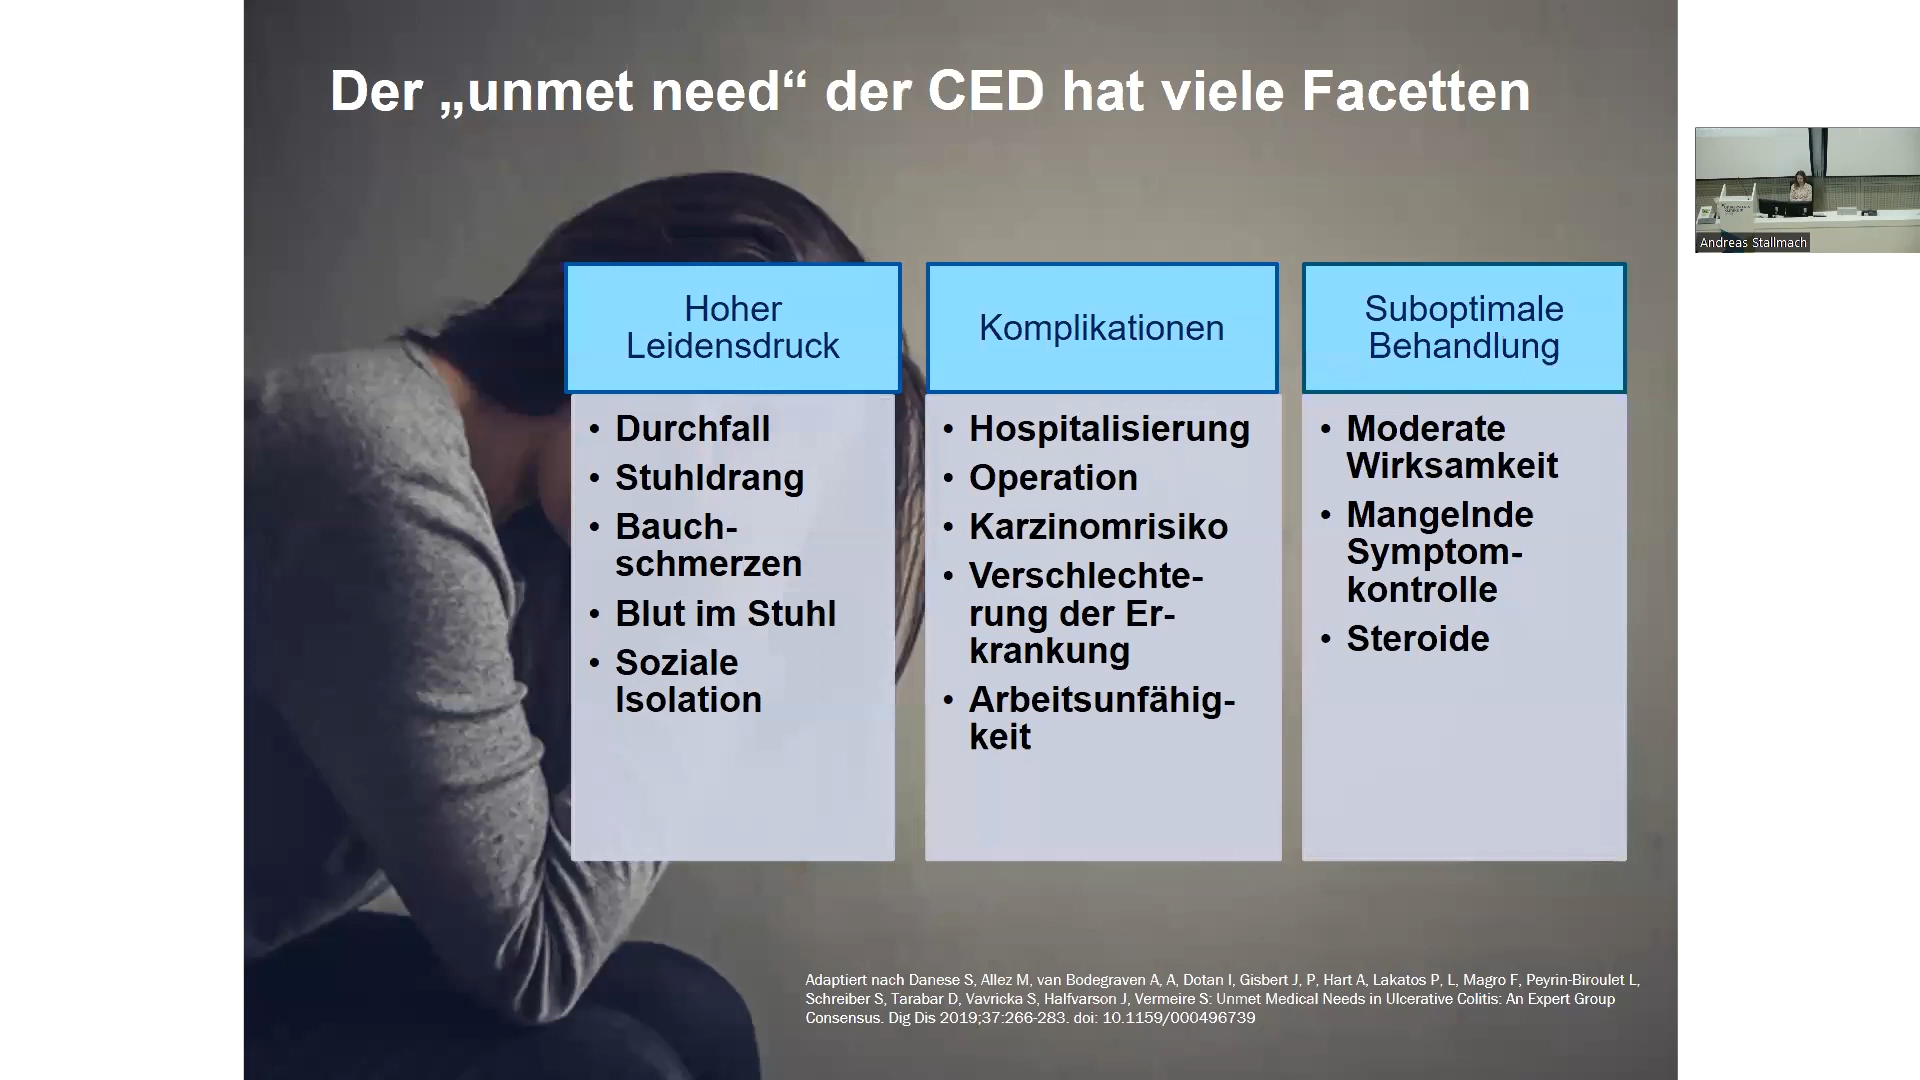 Der „unmet need“ der CED hat viele Facetten
Hoher
Leidensdruck
• Durchfall
• Stuhldrang
• Bauch-
schmerzen
• Blut im Stuhl
• Soziale
Isolation
Komplikationen
• Hospitalisierung
• Operation
• Karzinomrisiko
• Verschlechte-
rung der Er-
krankung
• Arbeitsunfähig-
keit
Suboptimale
Behandlung
• Moderate
Wirksamkeit
• Mangelnde
Symptom-
kontrolle
• Steroide
Adaptiert nach Danese S, Allez M, van Bodegraven A, A, Dotan I, Gisbert J, P, Hart A, Lakatos P, L, Magro F, Peyrin-Biroulet L,
Schreiber S, Tarabar D, Vavricka S, Halfvarson J, Vermeire S: Unmet Medical Needs in Ulcerative Colitis: An Expert Group
Consensus. Dig Dis 2019;37:266-283. doi: 10.1159/000496739
Andreas Stallmach